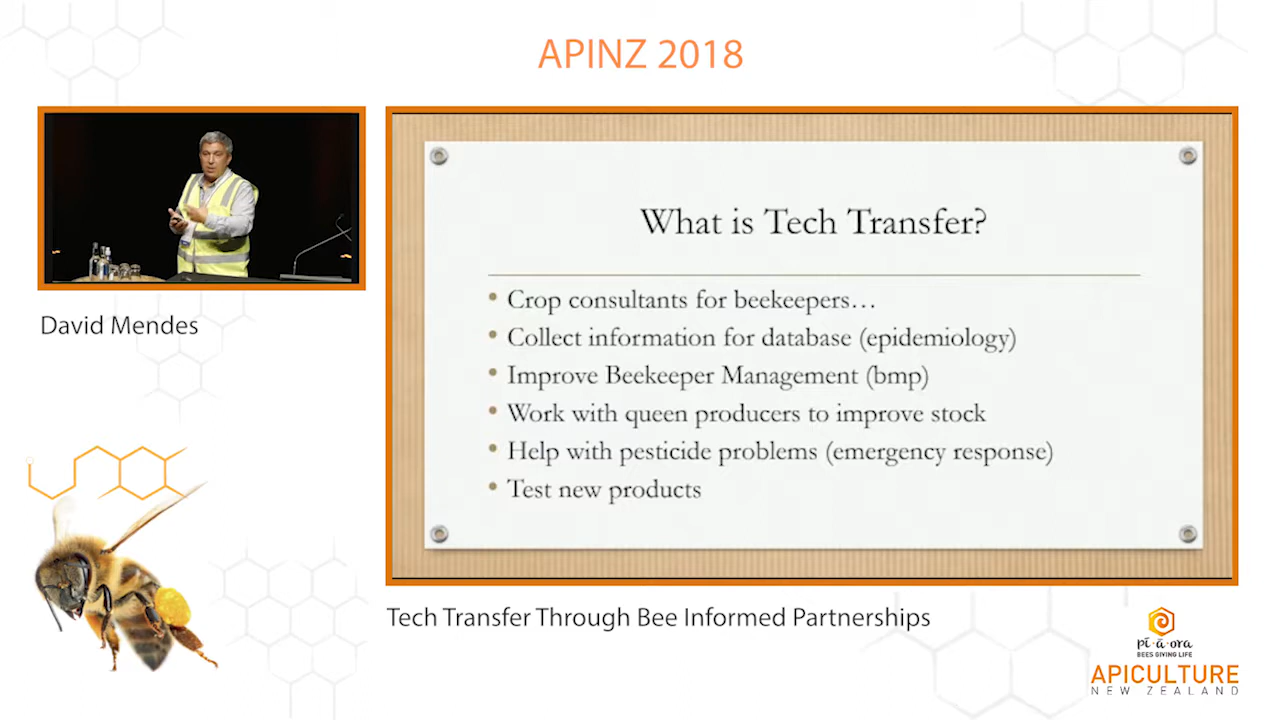 APINZ 2018
David Mendes
What is Tech Transfer?
• Crop consultants for beekeepers…
• Collect information for database (epidemiology)
• Improve Beekeeper Management (bmp)
• Work with queen producers to improve stock
• Help with pesticide problems (emergency response)
• Test new products
Tech Transfer Through Bee Informed Partnerships
pī-ā-ora
BEES GIVING LIFE
APICULTURE
NEW ZEALAND